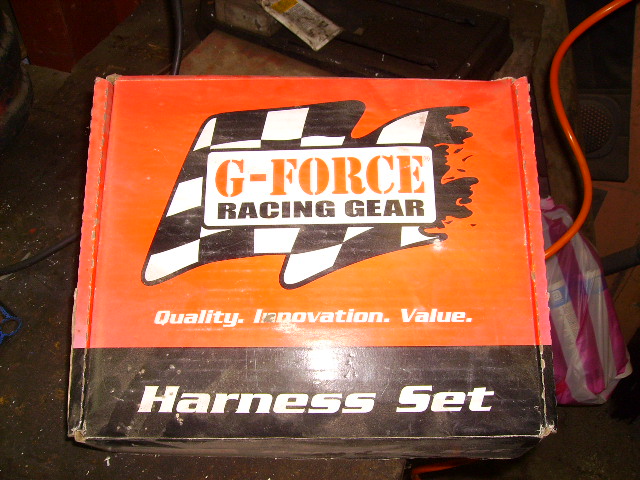 G-FORCE
RACING GEAR
Quality. Innovation. Value.
Harness Set